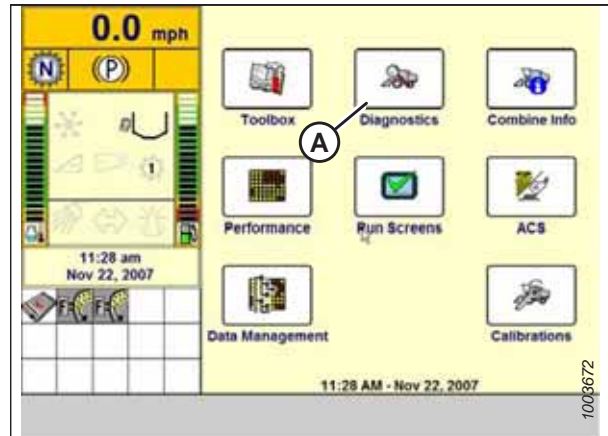 0.0 mph
N (P)
1
11:28 am
Nov 22, 2007
F F
Toolbox Diagnostics Combine Info
A
Performance Run Screens ACS
Data Management Calibrations
11:28 AM - Nov 22, 2007
1003672